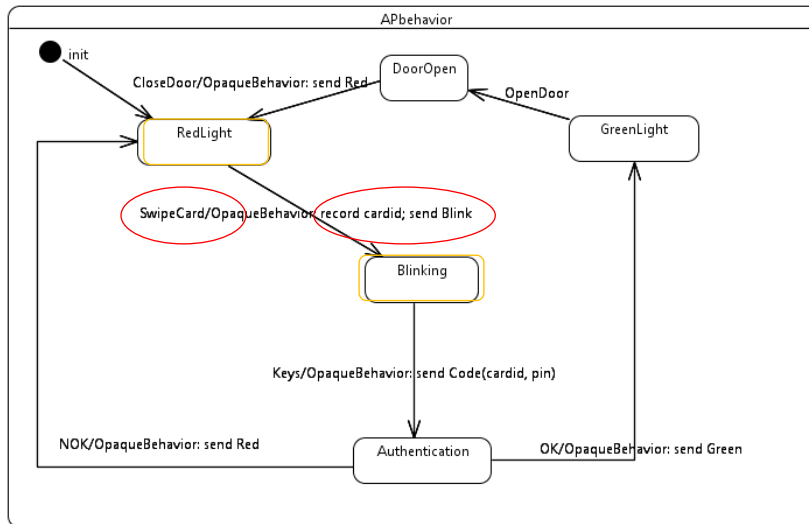 APbehavior
init
DoorOpen
CloseDoor/OpaqueBehavior: send Red
OpenDoor
RedLight
GreenLight
SwipeCard/OpaqueBehavior: record cardid; send Blink
Blinking
Keys/OpaqueBehavior: send Code(cardid, pin)
NOK/OpaqueBehavior: send Red
Authentication
OK/OpaqueBehavior: send Green